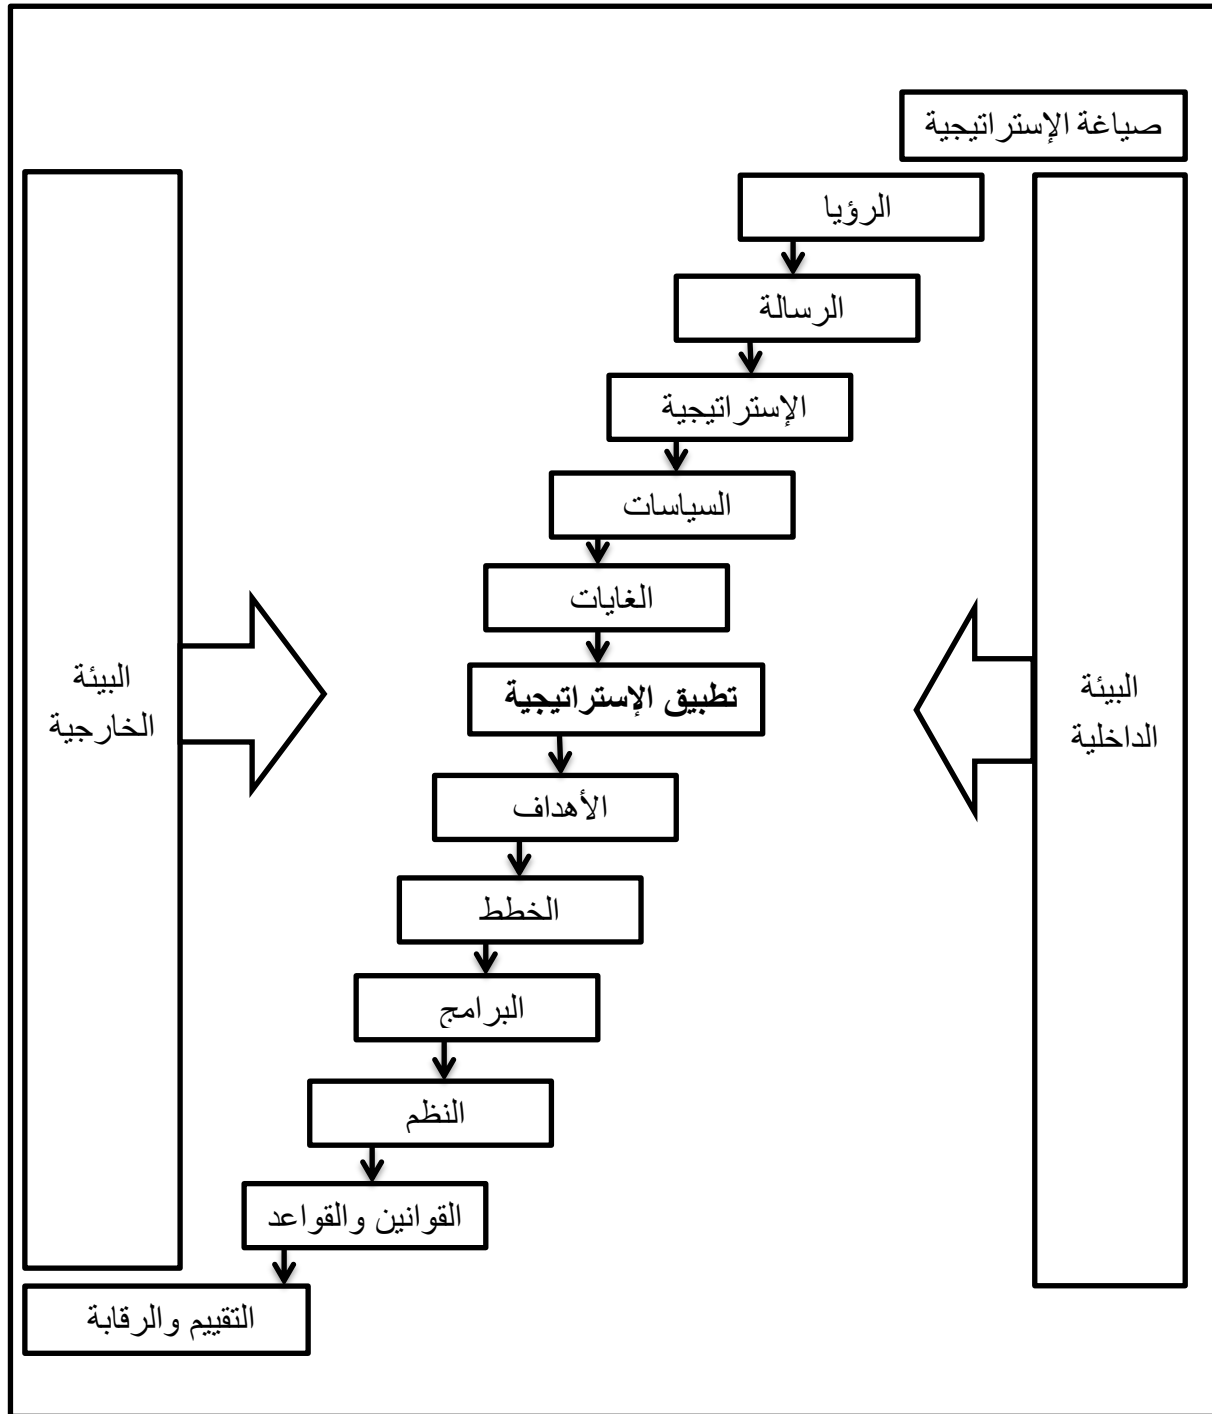 صياغة الإستراتيجية
الرؤيا
الرسالة
الإستراتيجية
السياسات
الغايات
تطبيق الإستراتيجية
البيئة
الداخلية
البيئة
الخارجية
الأهداف
الخطط
البرامج
النظم
القوانين والقواعد
التقييم والرقابة